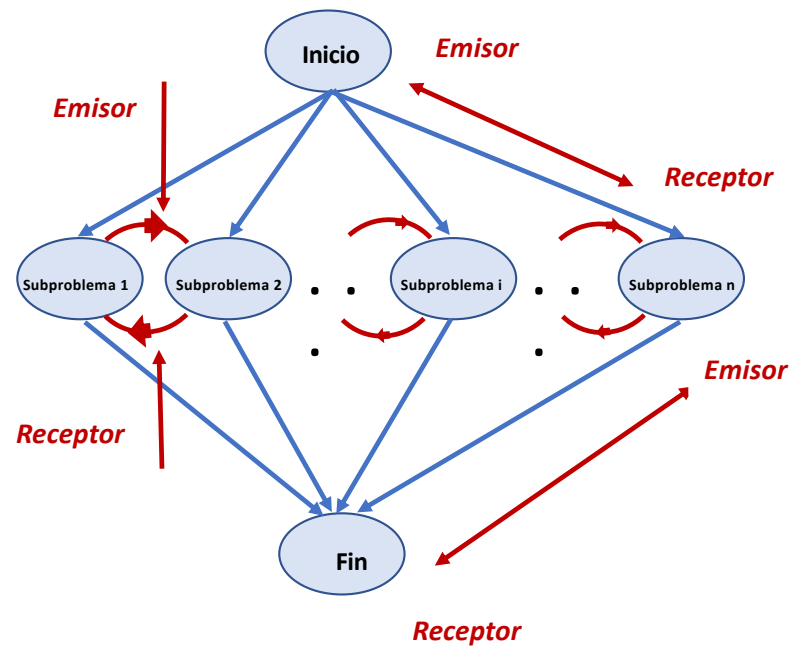 Inicio
Emisor
Emisor
Receptor
Subproblema 1
Subproblema 2
. .
.
Subproblema i
. .
.
Subproblema n
Emisor
Receptor
Fin
Receptor